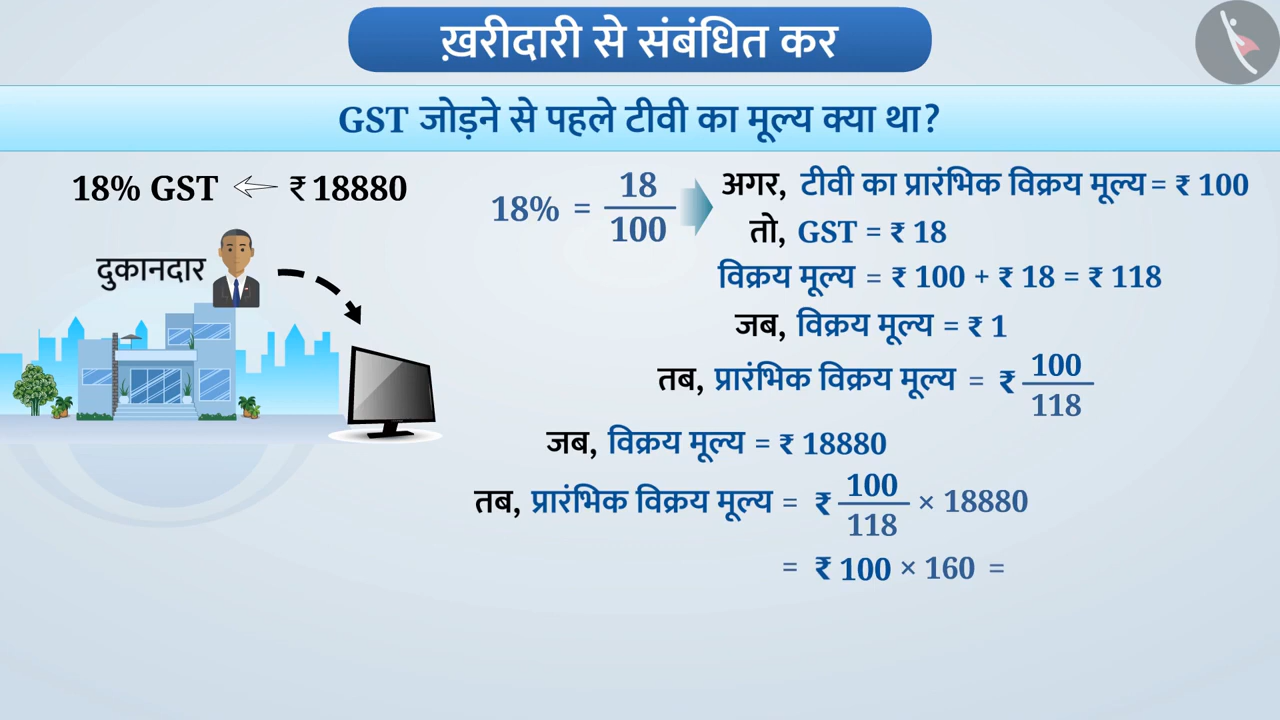 ख़रीदारी से संबंधित कर
GST जोड़ने से पहले टीवी का मूल्य क्या था?
18% GST ⇐ ₹ 18880
दुकानदार
18% = 18/100
अगर, टीवी का प्रारंभिक विक्रय मूल्य = ₹ 100
तो, GST = ₹ 18
विक्रय मूल्य = ₹ 100 + ₹ 18 = ₹ 118
जब, विक्रय मूल्य = ₹ 1
तब, प्रारंभिक विक्रय मूल्य = ₹ 100/118
जब, विक्रय मूल्य = ₹ 18880
तब, प्रारंभिक विक्रय मूल्य = ₹ 100/118 × 18880
= ₹ 100 × 160 =